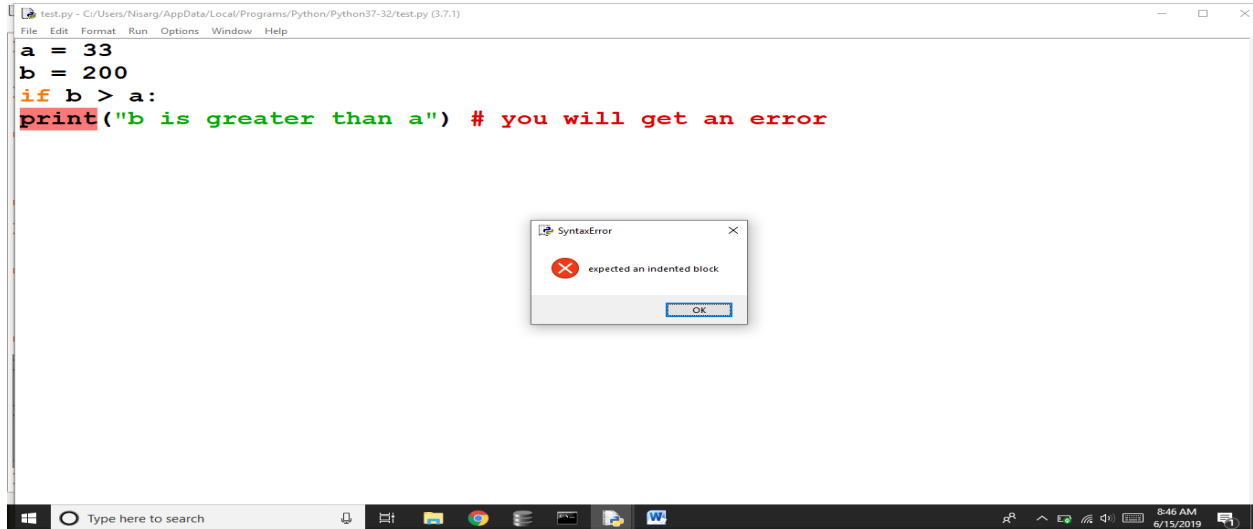 test.py - C:/Users/Nisarg/AppData/Local/Programs/Python/Python37-32/test.py (3.7.1)
File Edit Format Run Options Window Help
a = 33
b = 200
if b > a:
print("b is greater than a") # you will get an error
SyntaxError
expected an indented block
OK
Type here to search
8:46 AM
6/15/2019